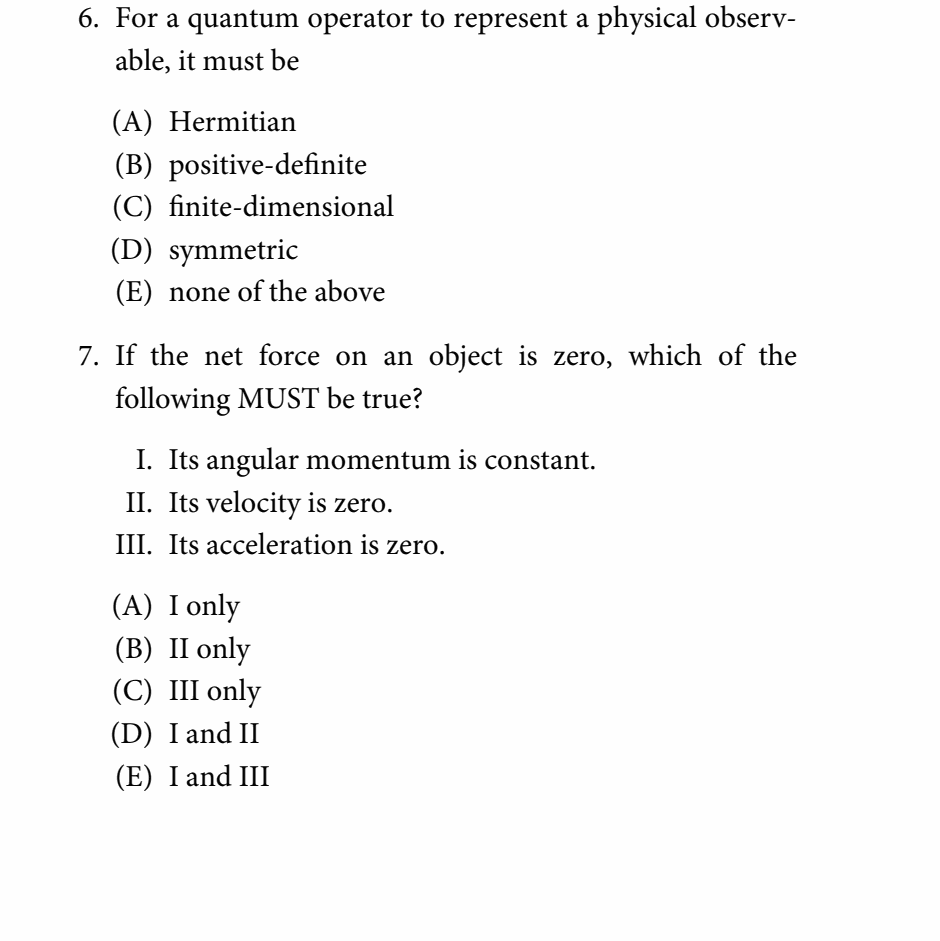 6. For a quantum operator to represent a physical observ-
able, it must be
(A) Hermitian
(B) positive-definite
(C) finite-dimensional
(D) symmetric
(E) none of the above
7. If the net force on an object is zero, which of the
following MUST be true?
I. Its angular momentum is constant.
II. Its velocity is zero.
III. Its acceleration is zero.
(A) I only
(B) II only
(C) III only
(D) I and II
(E) I and III